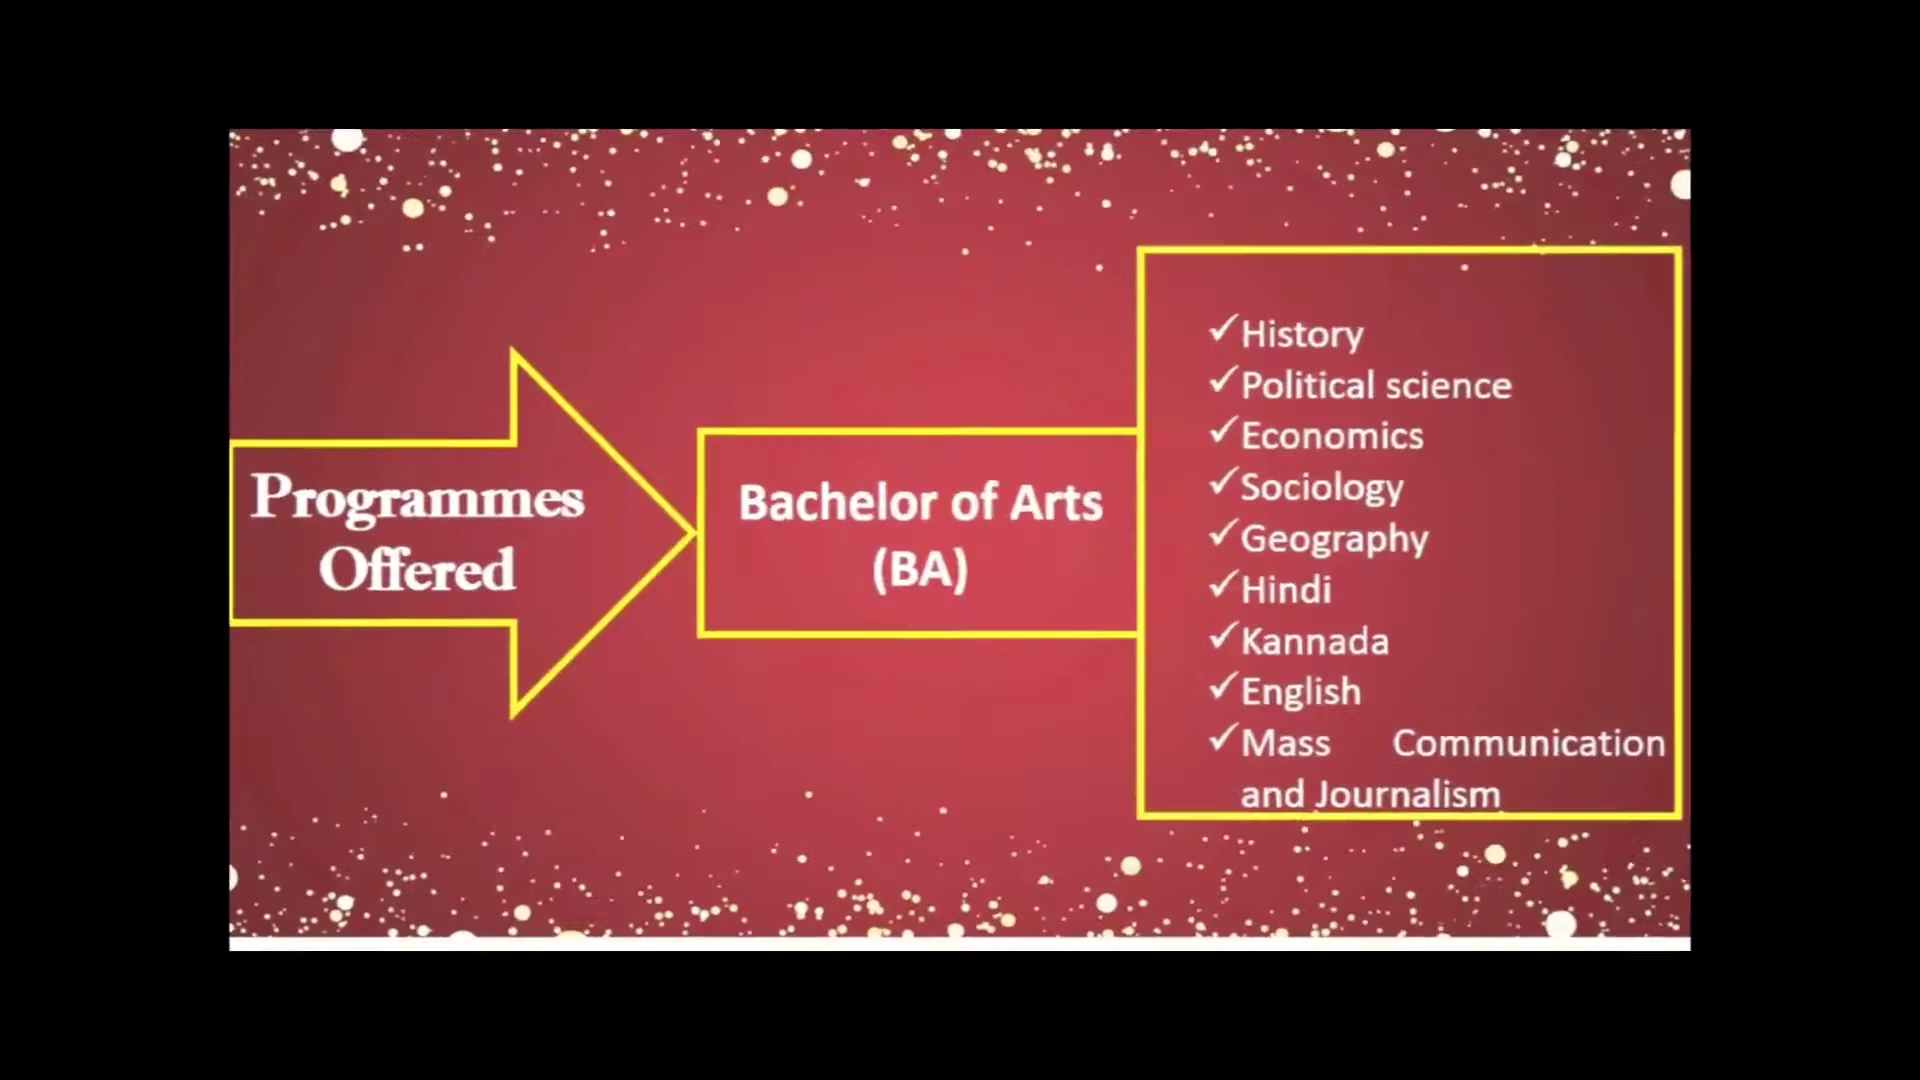 Programmes
Offered
Bachelor of Arts
(BA)
✓History
✓Political science
✓Economics
✓Sociology
✓Geography
✓Hindi
✓Kannada
✓English
✓Mass Communication
and Journalism